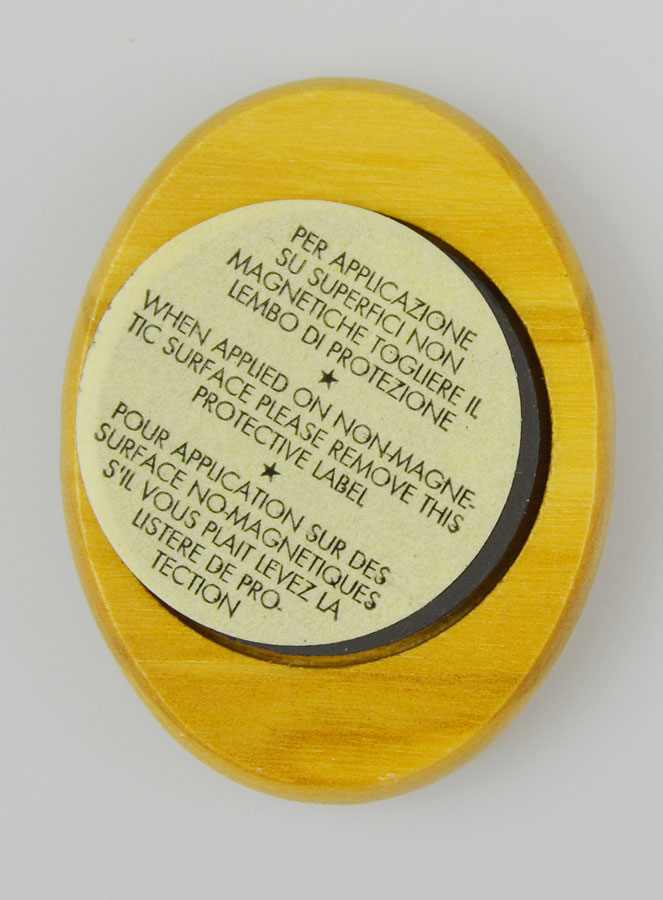 PER APPLICAZIONE
SU SUPERFICI NON
MAGNETICHE TOGLIERE IL
LEMBO DI PROTEZIONE
★
WHEN APPLIED ON NON-MAGNE-
TIC SURFACE PLEASE REMOVE THIS
PROTECTIVE LABEL
★
POUR APPLICATION SUR DES
SURFACE NO-MAGNETIQUES
S'IL VOUS PLAIT LEVEZ LA
LISTERE DE PRO-
TECTION